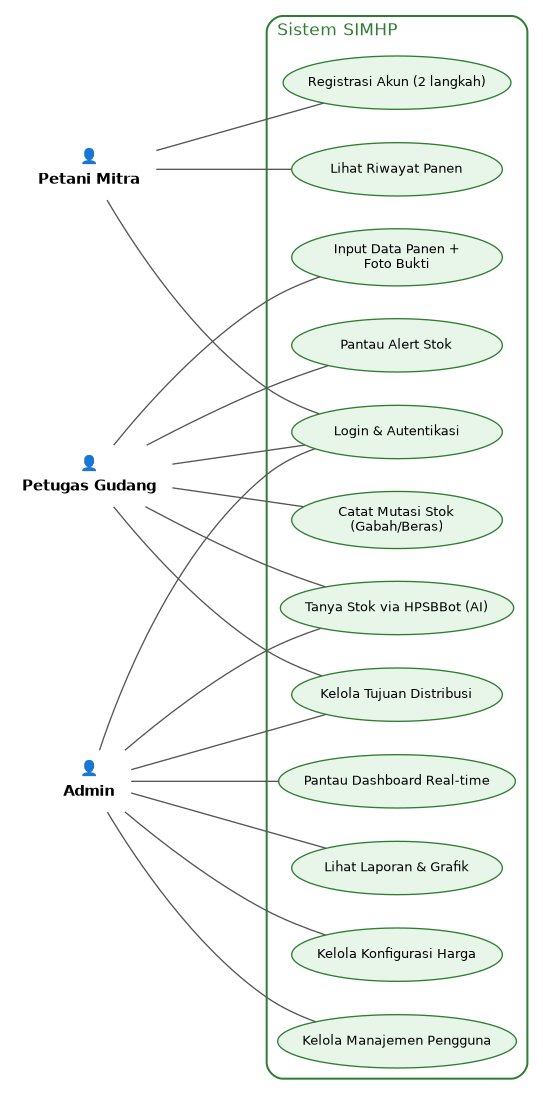 Sistem SIMHP
Registrasi Akun (2 langkah)
Petani Mitra
Lihat Riwayat Panen
Input Data Panen +
Foto Bukti
Pantau Alert Stok
Login & Autentikasi
Petugas Gudang
Catat Mutasi Stok
(Gabah/Beras)
Tanya Stok via HPSBBot (AI)
Kelola Tujuan Distribusi
Admin
Pantau Dashboard Real-time
Lihat Laporan & Grafik
Kelola Konfigurasi Harga
Kelola Manajemen Pengguna